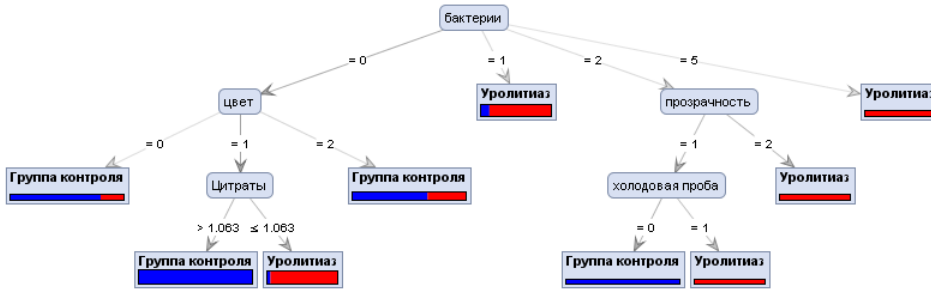 бактерии
= 0
= 1
= 2
= 5
цвет
Уролитиаз
прозрачность
Уролитиаз
= 0
= 1
= 2
= 1
= 2
Группа контроля
Цитраты
Группа контроля
холодовая проба
Уролитиаз
> 1.063
≤ 1.063
= 0
= 1
Группа контроля
Уролитиаз
Группа контроля
Уролитиаз